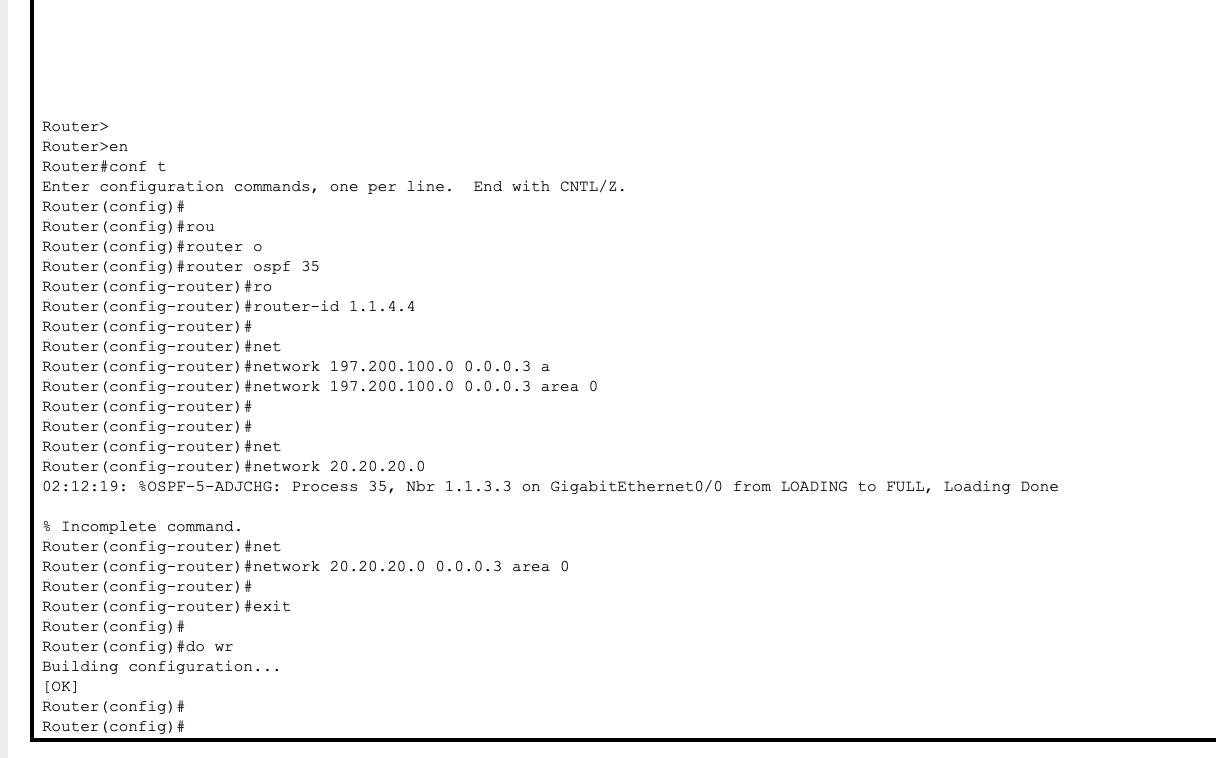 Router>
Router>en
Router#conf t
Enter configuration commands, one per line.  End with CNTL/Z.
Router(config)#
Router(config)#rou
Router(config)#router o
Router(config)#router ospf 35
Router(config-router)#ro
Router(config-router)#router-id 1.1.4.4
Router(config-router)#
Router(config-router)#net
Router(config-router)#network 197.200.100.0 0.0.0.3 a
Router(config-router)#network 197.200.100.0 0.0.0.3 area 0
Router(config-router)#
Router(config-router)#
Router(config-router)#net
Router(config-router)#network 20.20.20.0
02:12:19: %OSPF-5-ADJCHG: Process 35, Nbr 1.1.3.3 on GigabitEthernet0/0 from LOADING to FULL, Loading Done
% Incomplete command.
Router(config-router)#net
Router(config-router)#network 20.20.20.0 0.0.0.3 area 0
Router(config-router)#
Router(config-router)#exit
Router(config)#
Router(config)#do wr
Building configuration...
[OK]
Router(config)#
Router(config)#